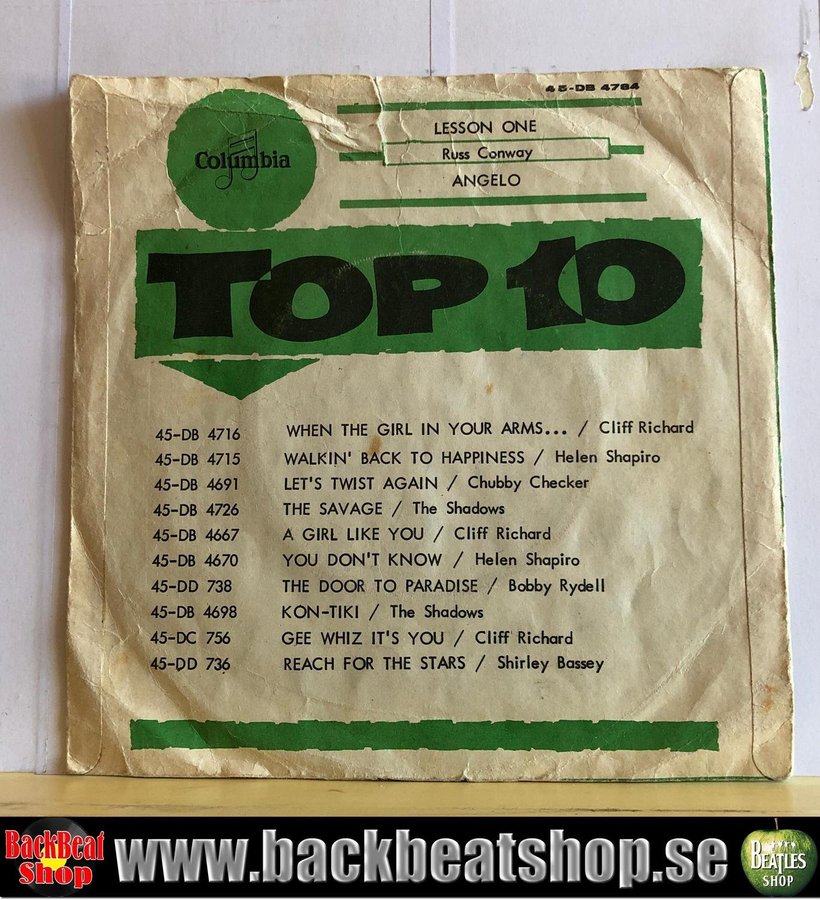 45-DB 4784
LESSON ONE
Columbia
Russ Conway
ANGELO
TOP 10
45-DB 4716 WHEN THE GIRL IN YOUR ARMS... / Cliff Richard
45-DB 4715 WALKIN' BACK TO HAPPINESS / Helen Shapiro
45-DB 4691 LET'S TWIST AGAIN / Chubby Checker
45-DB 4726 THE SAVAGE / The Shadows
45-DB 4667 A GIRL LIKE YOU / Cliff Richard
45-DB 4670 YOU DON'T KNOW / Helen Shapiro
45-DD 738 THE DOOR TO PARADISE / Bobby Rydell
45-DB 4698 KON-TIKI / The Shadows
45-DC 756 GEE WHIZ IT'S YOU / Cliff Richard
45-DD 736 REACH FOR THE STARS / Shirley Bassey
BackBeat Shop
www.backbeatshop.se
BEATLES
SHOP